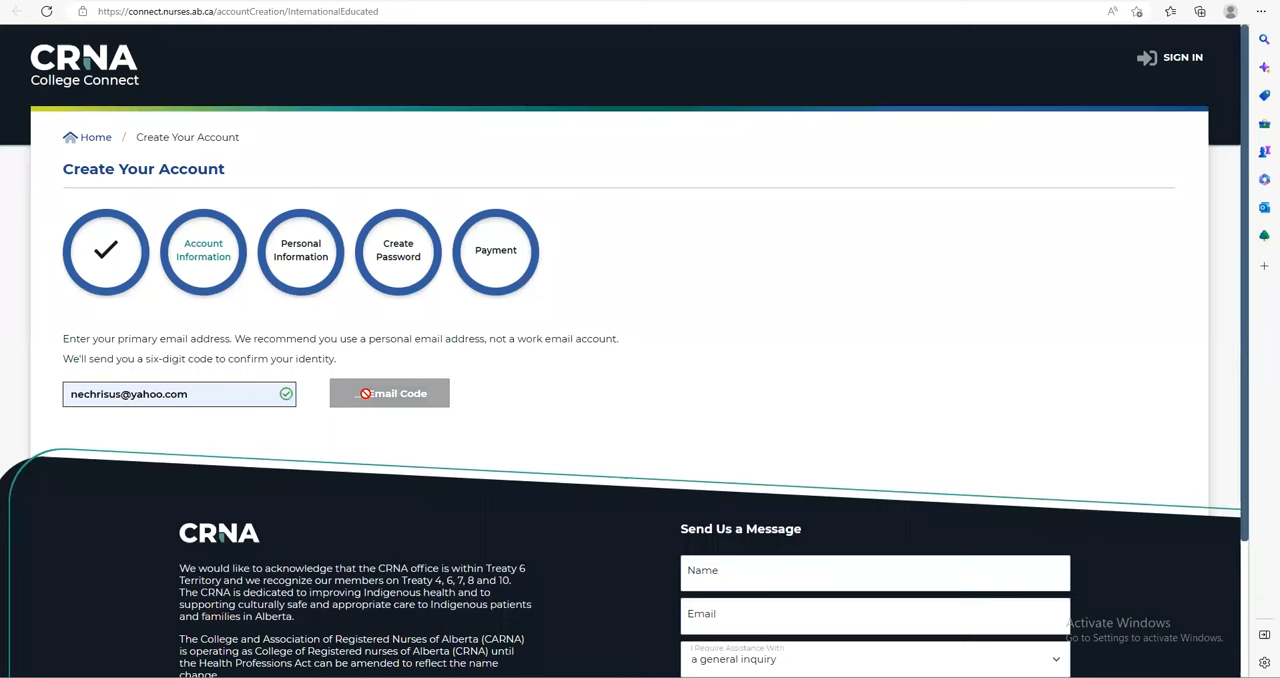 https://connect.nurses.ab.ca/accountCreation/InternationalEducated
CRNA
College Connect
SIGN IN
Home / Create Your Account
Create Your Account
Account
Information
Personal
Information
Create
Password
Payment
Enter your primary email address. We recommend you use a personal email address, not a work email account.
We'll send you a six-digit code to confirm your identity.
nechrisus@yahoo.com
Email Code
CRNA
We would like to acknowledge that the CRNA office is within Treaty 6
Territory and we recognize our members on Treaty 4, 6, 7, 8 and 10.
The CRNA is dedicated to improving Indigenous health and to
supporting culturally safe and appropriate care to Indigenous patients
and families in Alberta.
The College and Association of Registered Nurses of Alberta (CARNA)
is operating as College of Registered nurses of Alberta (CRNA) until
the Health Professions Act can be amended to reflect the name
change.
Send Us a Message
Name
Email
I Require Assistance With
a general inquiry
Activate Windows
Go to Settings to activate Windows.